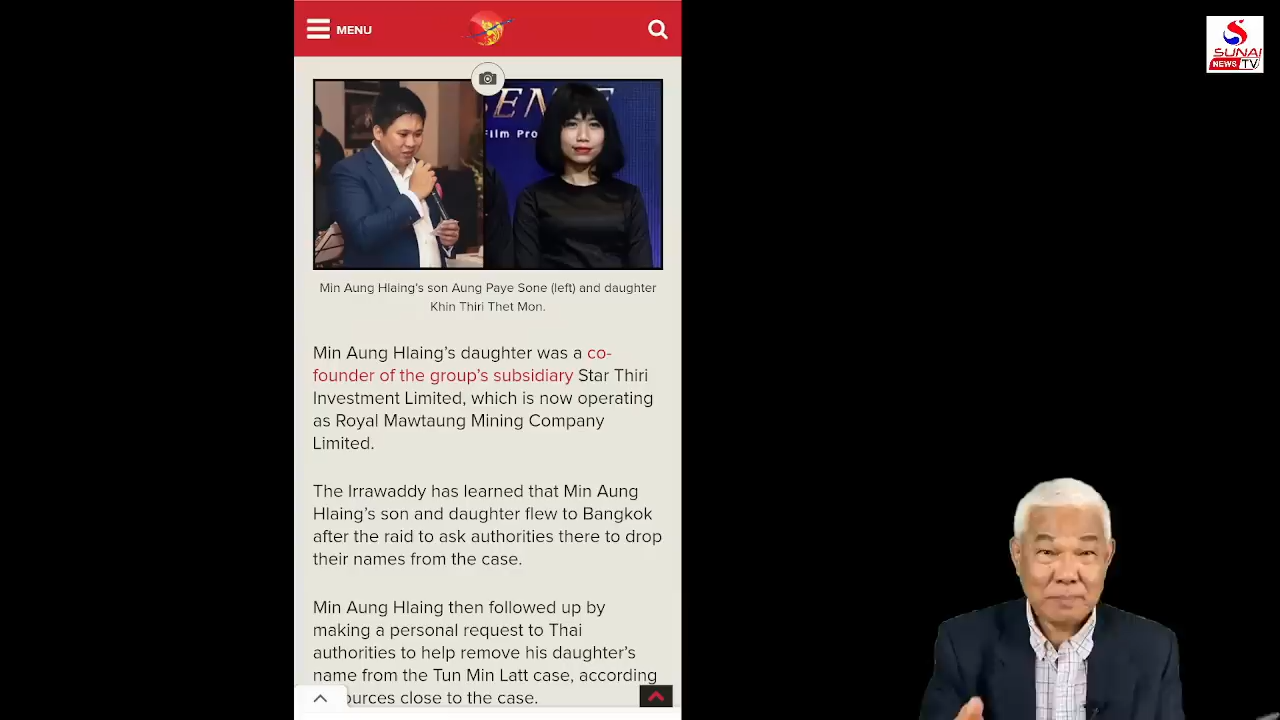 MENU
SUNAI
NEWS TV
SENSE
Film Pro
Min Aung Hlaing's son Aung Paye Sone (left) and daughter
Khin Thiri Thet Mon.
Min Aung Hlaing's daughter was a co-
founder of the group's subsidiary Star Thiri
Investment Limited, which is now operating
as Royal Mawtaung Mining Company
Limited.
The Irrawaddy has learned that Min Aung
Hlaing's son and daughter flew to Bangkok
after the raid to ask authorities there to drop
their names from the case.
Min Aung Hlaing then followed up by
making a personal request to Thai
authorities to help remove his daughter's
name from the Tun Min Latt case, according
ources close to the case.